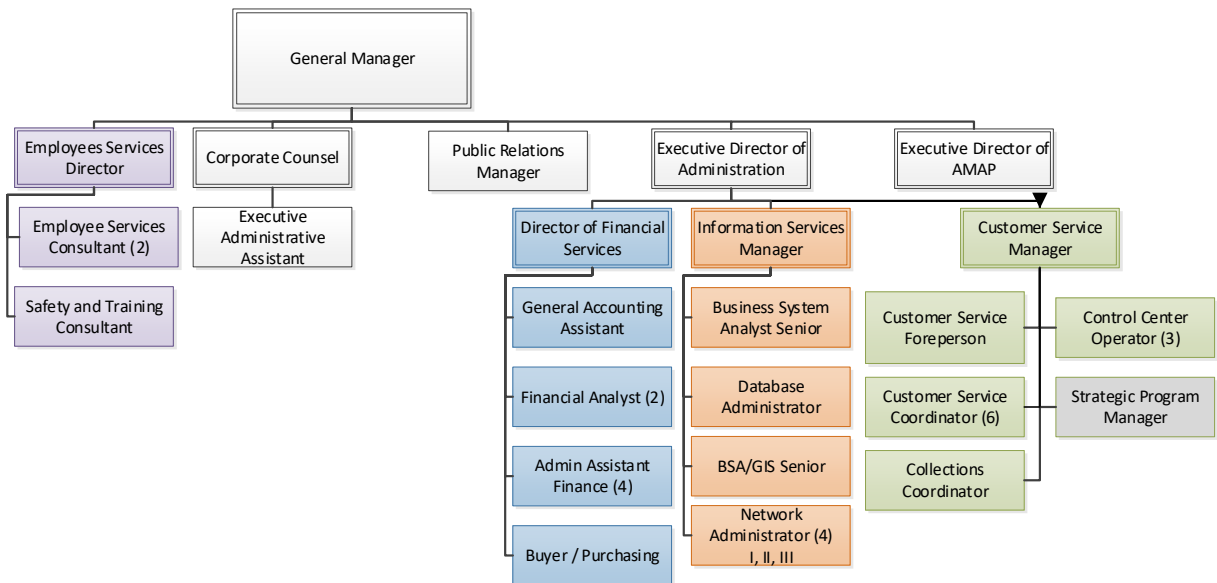 General Manager
Employees Services
Director
Corporate Counsel
Public Relations
Manager
Executive Director of
Administration
Executive Director of
AMAP
Employee Services
Consultant (2)
Safety and Training
Consultant
Executive
Administrative
Assistant
Director of Financial
Services
General Accounting
Assistant
Financial Analyst (2)
Admin Assistant
Finance (4)
Buyer / Purchasing
Information Services
Manager
Business System
Analyst Senior
Database
Administrator
BSA/GIS Senior
Network
Administrator (4)
I, II, III
Customer Service
Manager
Customer Service
Foreperson
Control Center
Operator (3)
Customer Service
Coordinator (6)
Strategic Program
Manager
Collections
Coordinator